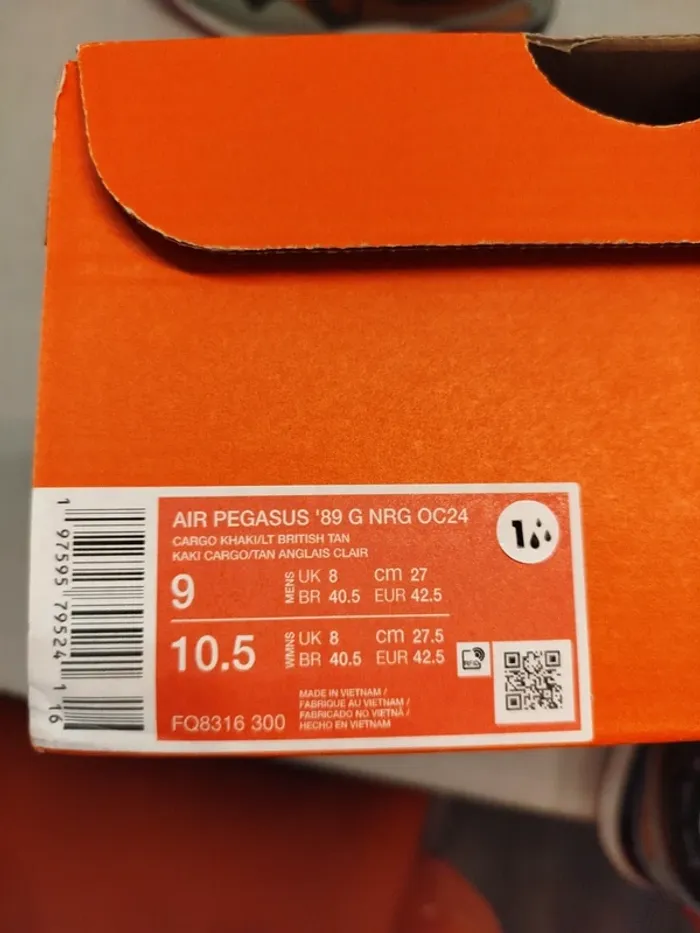 AIR PEGASUS '89 G NRG OC24
CARGO KHAKI/LT BRITISH TAN
KAKI CARGO/TAN ANGLAIS CLAIR
1
9 MENS UK 8 cm 27
BR 40.5 EUR 42.5
10.5 WMNS UK 8 cm 27.5
BR 40.5 EUR 42.5
RFID
FQ8316 300
MADE IN VIETNAM /
FABRIQUE AU VIETNAM /
FABRICADO NO VIETNÃ /
HECHO EN VIETNAM
1 97595 79524 1 16